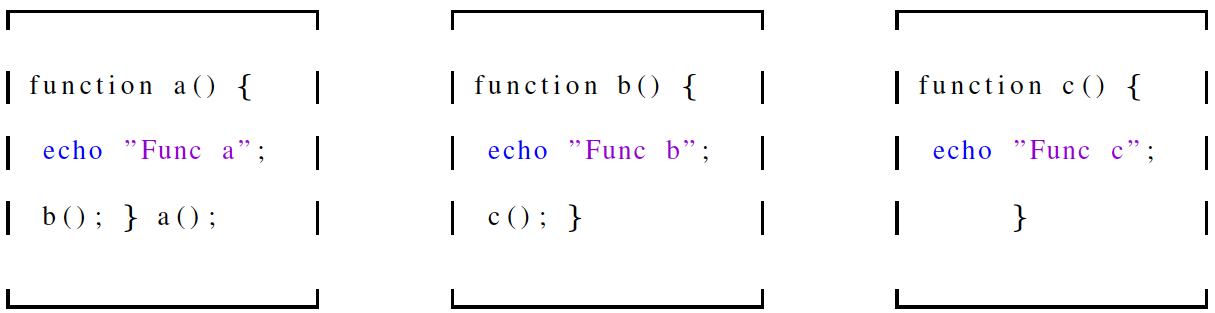 function a() {
echo ”Func a”;
b(); } a();
function b() {
echo ”Func b”;
c(); }
function c() {
echo ”Func c”;
}